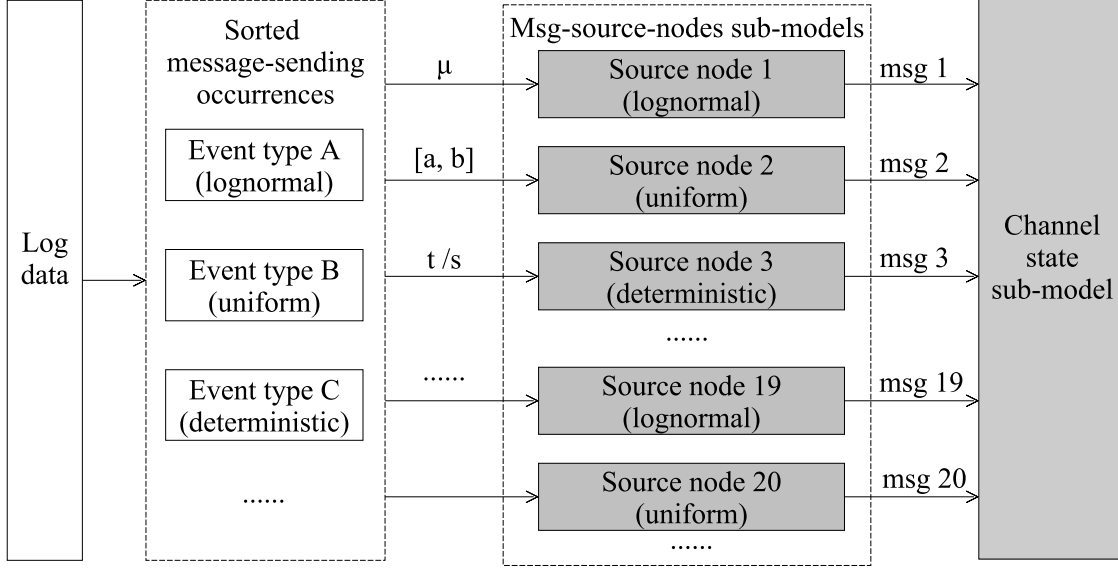 Log
data
Sorted
message-sending
occurrences
Event type A
(lognormal)
Event type B
(uniform)
Event type C
(deterministic)
......
μ
[a, b]
t /s
......
Msg-source-nodes sub-models
Source node 1
(lognormal)
Source node 2
(uniform)
Source node 3
(deterministic)
......
Source node 19
(lognormal)
Source node 20
(uniform)
......
msg 1
msg 2
msg 3
msg 19
msg 20
Channel
state
sub-model